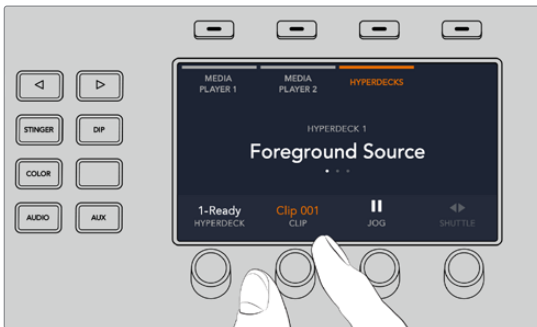 MEDIA
PLAYER 1
MEDIA
PLAYER 2
HYPERDECKS
HYPERDECK 1
Foreground Source
1-Ready
HYPERDECK
Clip 001
CLIP
JOG
SHUTTLE
STINGER
DIP
COLOR
AUDIO
AUX